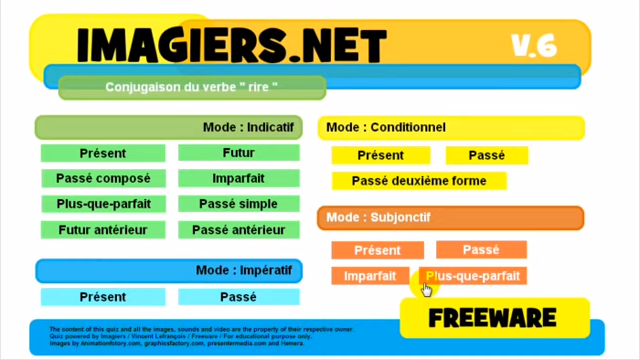 IMAGIERS.NET
V.6
Conjugaison du verbe " rire "
Mode : Indicatif
Présent
Futur
Passé composé
Imparfait
Plus-que-parfait
Passé simple
Futur antérieur
Passé antérieur
Mode : Impératif
Présent
Passé
Mode : Conditionnel
Présent
Passé
Passé deuxième forme
Mode : Subjonctif
Présent
Passé
Imparfait
Plus-que-parfait
FREEWARE
The content of this quiz and all the images, sounds and video are the property of their respective owner.
Quiz powered by Imagiers / Vincent Lefrançois / Freeware / For educational purpose only.
Images by Animationfctory.com, graphicsfactory.com, presentermedia.com and Hemera.